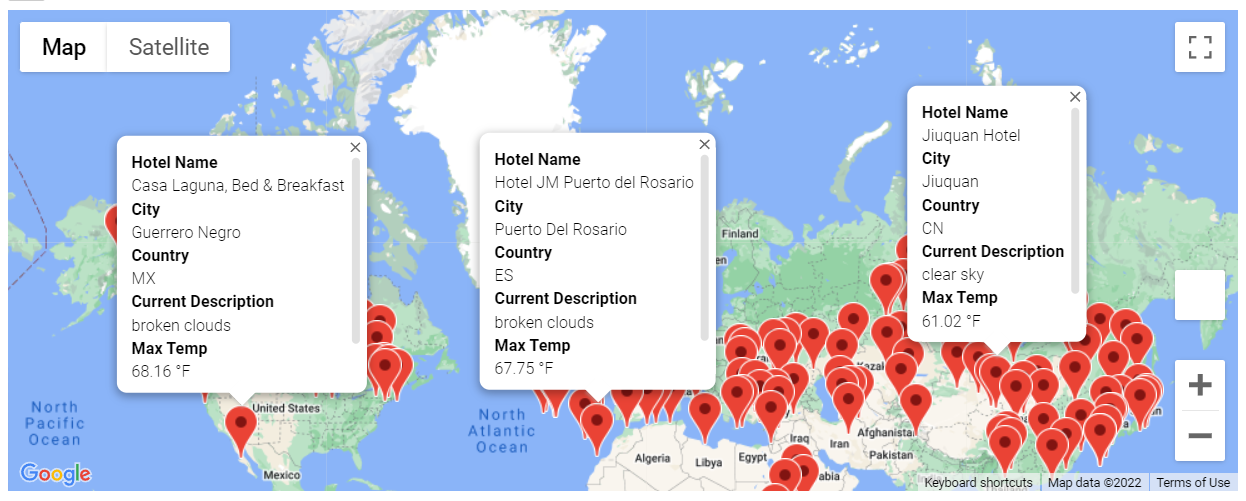 Map
Satellite
Hotel Name
Casa Laguna, Bed & Breakfast
City
Guerrero Negro
Country
MX
Current Description
broken clouds
Max Temp
68.16 °F
Hotel Name
Hotel JM Puerto del Rosario
City
Puerto Del Rosario
Country
ES
Current Description
broken clouds
Max Temp
67.75 °F
Hotel Name
Jiuquan Hotel
City
Jiuquan
Country
CN
Current Description
clear sky
Max Temp
61.02 °F
Finland
North
Pacific
Ocean
United States
Mexico
North
Atlantic
Ocean
Algeria
Libya
Egypt
Iraq
Iran
Afghanistan
Pakistan
Google
Keyboard shortcuts
Map data ©2022
Terms of Use